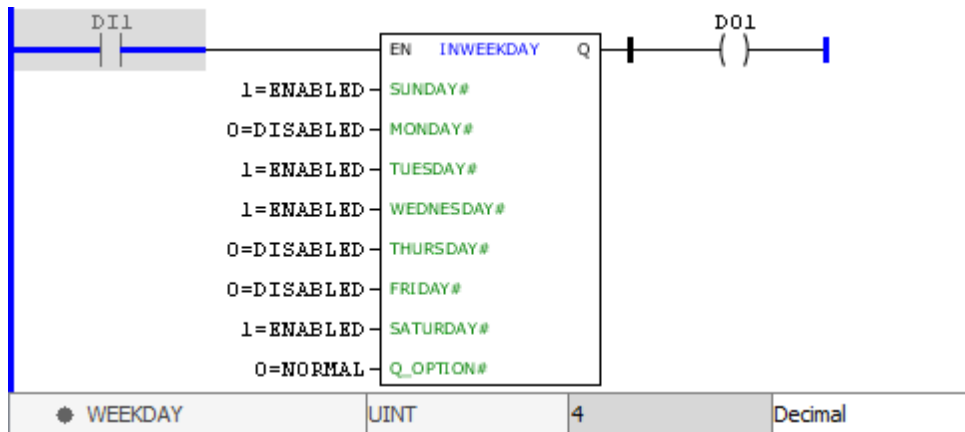 DI1 DO1
EN INWEEKDAY Q
1=ENABLED SUNDAY#
0=DISABLED MONDAY#
1=ENABLED TUESDAY#
1=ENABLED WEDNESDAY#
0=DISABLED THURSDAY#
0=DISABLED FRIDAY#
1=ENABLED SATURDAY#
0=NORMAL Q_OPTION#
WEEKDAY UINT 4 Decimal